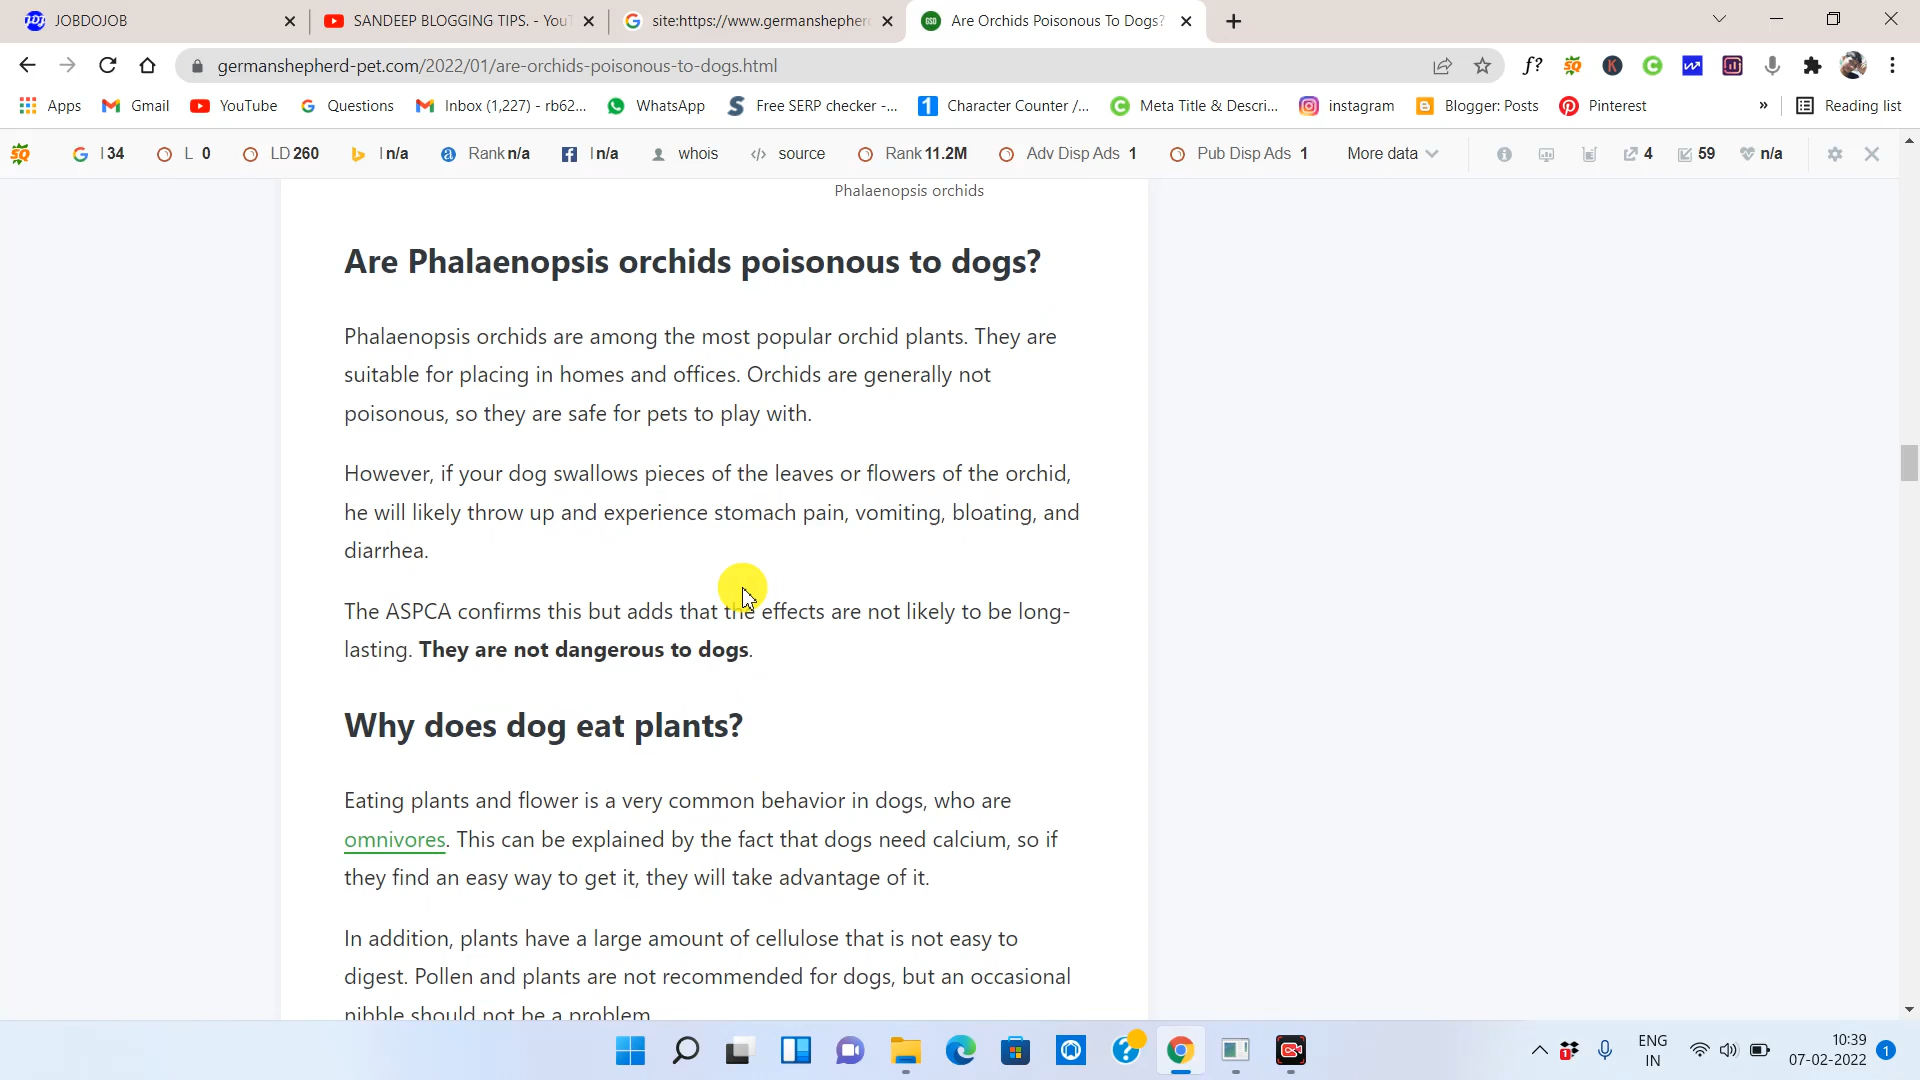 JOBDOJOB
SANDEEP BLOGGING TIPS. - YouT
site:https://www.germanshephere
Are Orchids Poisonous To Dogs?
germanshepherd-pet.com/2022/01/are-orchids-poisonous-to-dogs.html
f?
Apps
Gmail
YouTube
Questions
Inbox (1,227) - rb62...
WhatsApp
Free SERP checker -...
Character Counter /...
Meta Title & Descri...
instagram
Blogger: Posts
Pinterest
»
Reading list
I 34
L 0
LD 260
I n/a
Rank n/a
I n/a
whois
source
Rank 11.2M
Adv Disp Ads 1
Pub Disp Ads 1
More data
4
59
n/a
Phalaenopsis orchids
Are Phalaenopsis orchids poisonous to dogs?
Phalaenopsis orchids are among the most popular orchid plants. They are
suitable for placing in homes and offices. Orchids are generally not
poisonous, so they are safe for pets to play with.
However, if your dog swallows pieces of the leaves or flowers of the orchid,
he will likely throw up and experience stomach pain, vomiting, bloating, and
diarrhea.
The ASPCA confirms this but adds that the effects are not likely to be long-
lasting. They are not dangerous to dogs.
Why does dog eat plants?
Eating plants and flower is a very common behavior in dogs, who are
omnivores. This can be explained by the fact that dogs need calcium, so if
they find an easy way to get it, they will take advantage of it.
In addition, plants have a large amount of cellulose that is not easy to
digest. Pollen and plants are not recommended for dogs, but an occasional
nibble should not be a problem.
ENG
IN
10:39
07-02-2022
1